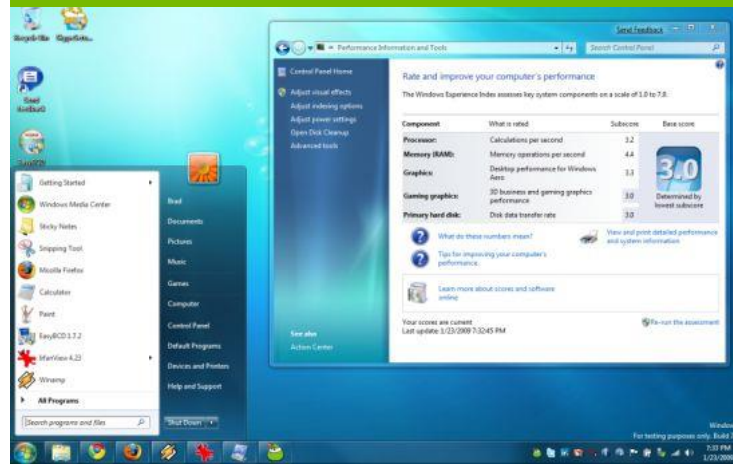 Send Feedback
Performance Information and Tools
Search Control Panel
Control Panel Home
Adjust visual effects
Adjust indexing options
Adjust power settings
Open Disk Cleanup
Advanced tools
See also
Action Center
Rate and improve your computer's performance
The Windows Experience Index assesses key system components on a scale of 1.0 to 7.9.
Component What is rated Subscore Base score
Processor: Calculations per second 3.2
Memory (RAM): Memory operations per second 4.4
Graphics: Desktop performance for Windows Aero 3.3
Gaming graphics: 3D business and gaming graphics performance 3.0
Primary hard disk: Disk data transfer rate 3.0
3.0
Determined by
lowest subscore
What do these numbers mean?
Tips for improving your computer's
performance.
View and print detailed performance
and system information
Learn more about scores and software
online
Your scores are current
Last update: 1/23/2009 7:32:45 PM
Re-run the assessment
Recycle Bin
Send
feedback
Getting Started
Windows Media Center
Sticky Notes
Snipping Tool
Mozilla Firefox
Calculator
Paint
EasyBCD 1.7.2
IrfanView 4.23
Winamp
All Programs
Search programs and files
Brad
Documents
Pictures
Music
Games
Computer
Control Panel
Default Programs
Devices and Printers
Help and Support
Shut Down
Window
For testing purposes only. Build
7:33 PM
1/23/2009